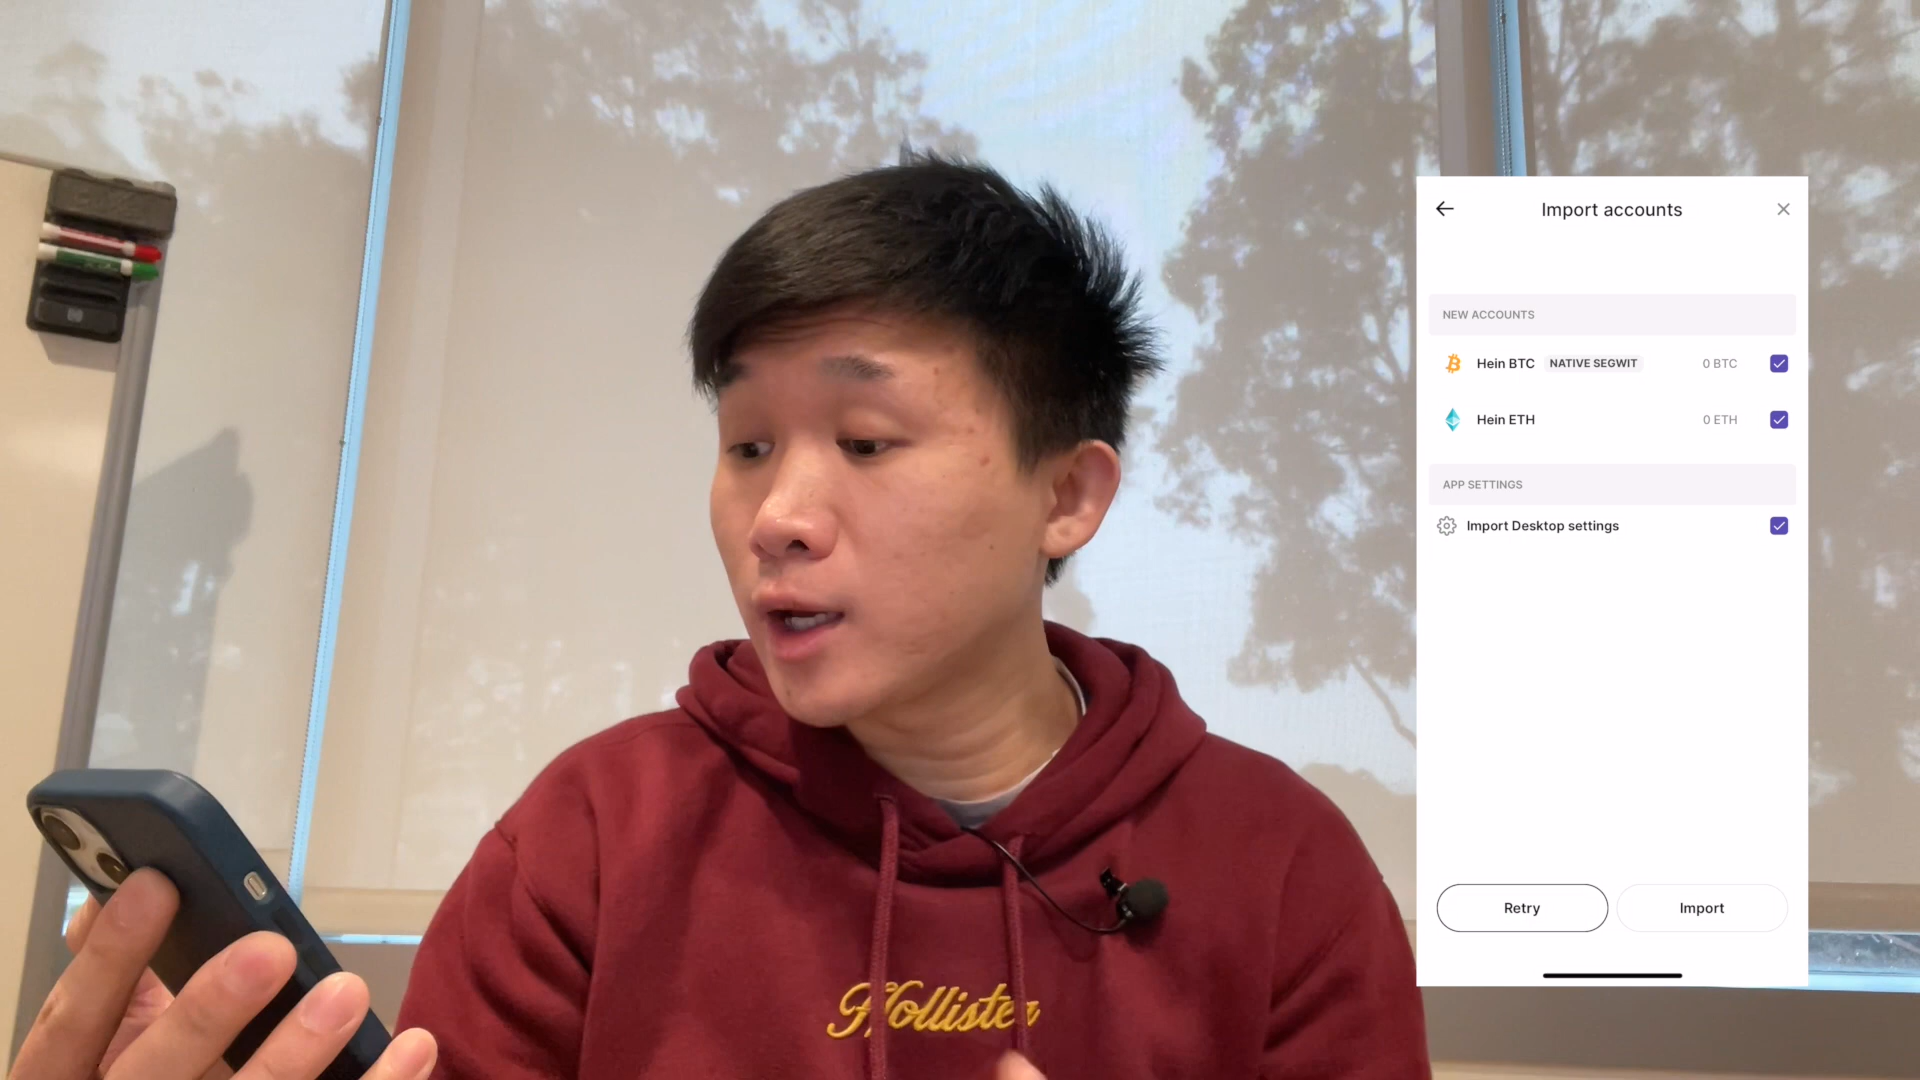 Import accounts
NEW ACCOUNTS
Hein BTC NATIVE SEGWIT 0 BTC
Hein ETH 0 ETH
APP SETTINGS
Import Desktop settings
Retry Import
Hollister